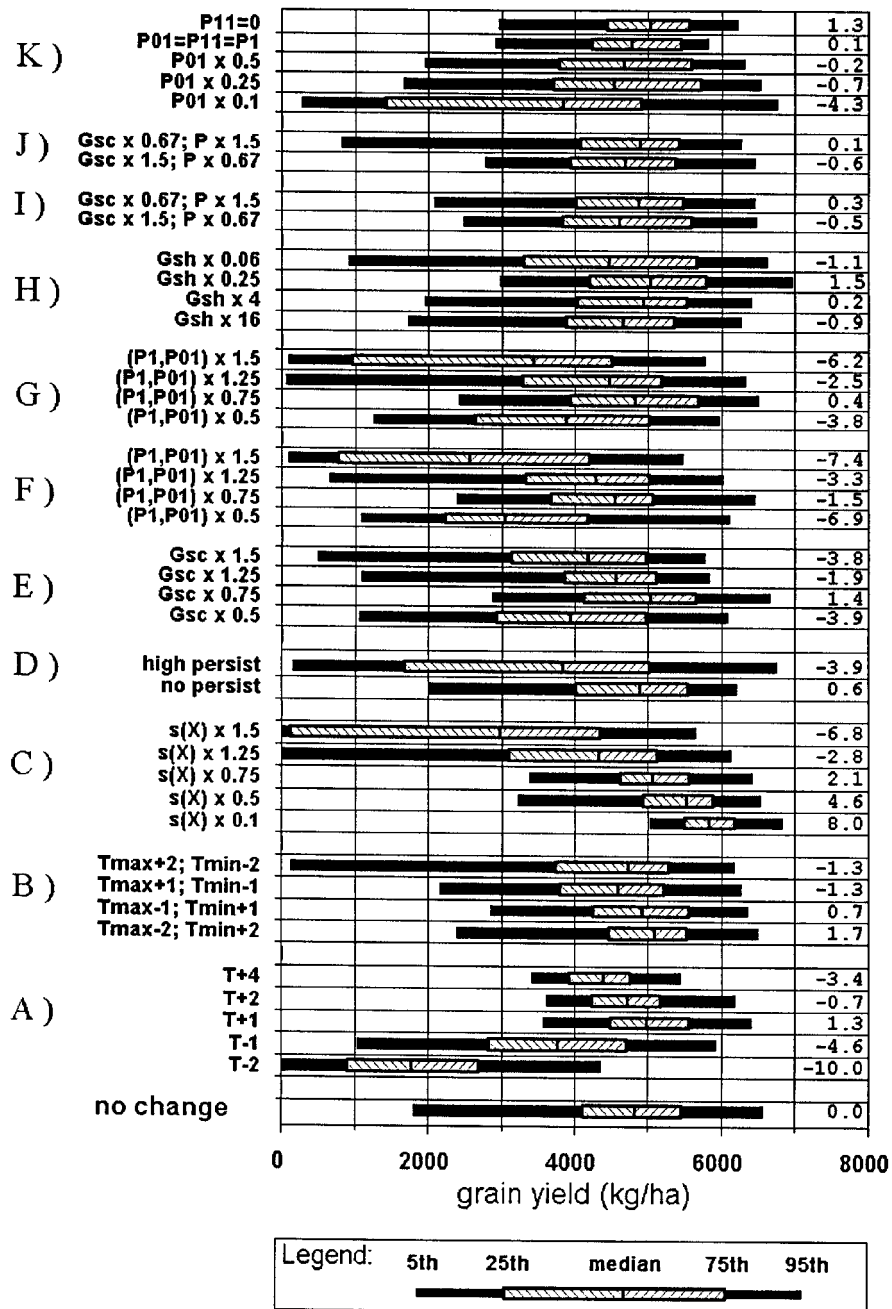 K) P11=0 1.3
P01=P11=P1 0.1
P01 x 0.5 -0.2
P01 x 0.25 -0.7
P01 x 0.1 -4.3
J) Gsc x 0.67; P x 1.5 0.1
Gsc x 1.5; P x 0.67 -0.6
I) Gsc x 0.67; P x 1.5 0.3
Gsc x 1.5; P x 0.67 -0.5
H) Gsh x 0.06 -1.1
Gsh x 0.25 1.5
Gsh x 4 0.2
Gsh x 16 -0.9
G) (P1,P01) x 1.5 -6.2
(P1,P01) x 1.25 -2.5
(P1,P01) x 0.75 0.4
(P1,P01) x 0.5 -3.8
F) (P1,P01) x 1.5 -7.4
(P1,P01) x 1.25 -3.3
(P1,P01) x 0.75 -1.5
(P1,P01) x 0.5 -6.9
E) Gsc x 1.5 -3.8
Gsc x 1.25 -1.9
Gsc x 0.75 1.4
Gsc x 0.5 -3.9
D) high persist -3.9
no persist 0.6
C) s(X) x 1.5 -6.8
s(X) x 1.25 -2.8
s(X) x 0.75 2.1
s(X) x 0.5 4.6
s(X) x 0.1 8.0
B) Tmax+2; Tmin-2 -1.3
Tmax+1; Tmin-1 -1.3
Tmax-1; Tmin+1 0.7
Tmax-2; Tmin+2 1.7
A) T+4 -3.4
T+2 -0.7
T+1 1.3
T-1 -4.6
T-2 -10.0
no change 0.0
0 2000 4000 6000 8000
grain yield (kg/ha)
Legend: 5th 25th median 75th 95th